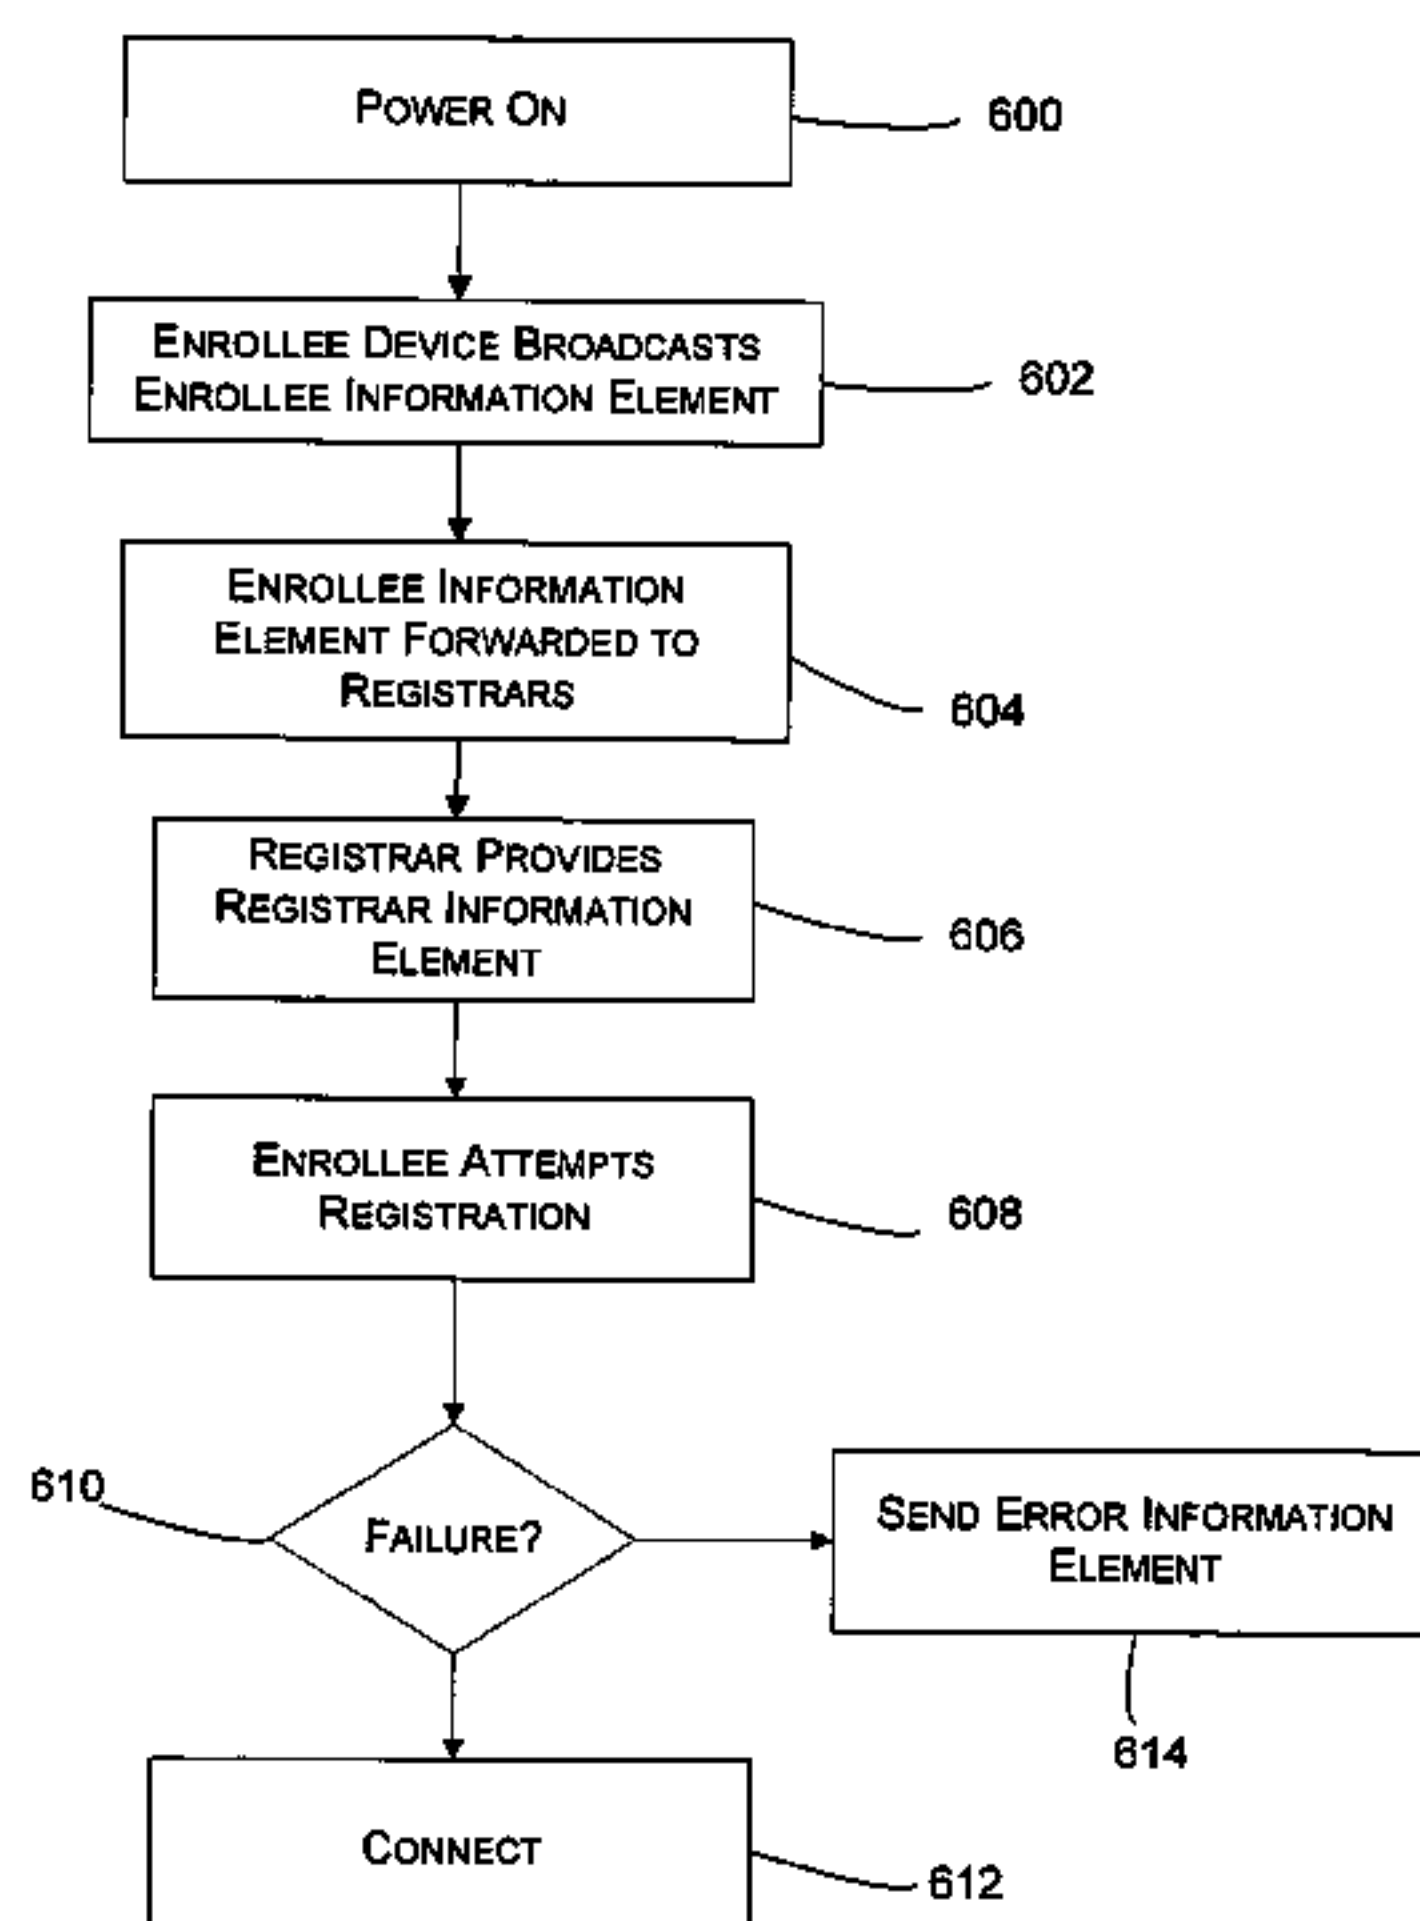 POWER ON
600
ENROLLEE DEVICE BROADCASTS
ENROLLEE INFORMATION ELEMENT
602
ENROLLEE INFORMATION
ELEMENT FORWARDED TO
REGISTRARS
604
REGISTRAR PROVIDES
REGISTRAR INFORMATION
ELEMENT
606
ENROLLEE ATTEMPTS
REGISTRATION
608
610
FAILURE?
SEND ERROR INFORMATION
ELEMENT
614
CONNECT
612